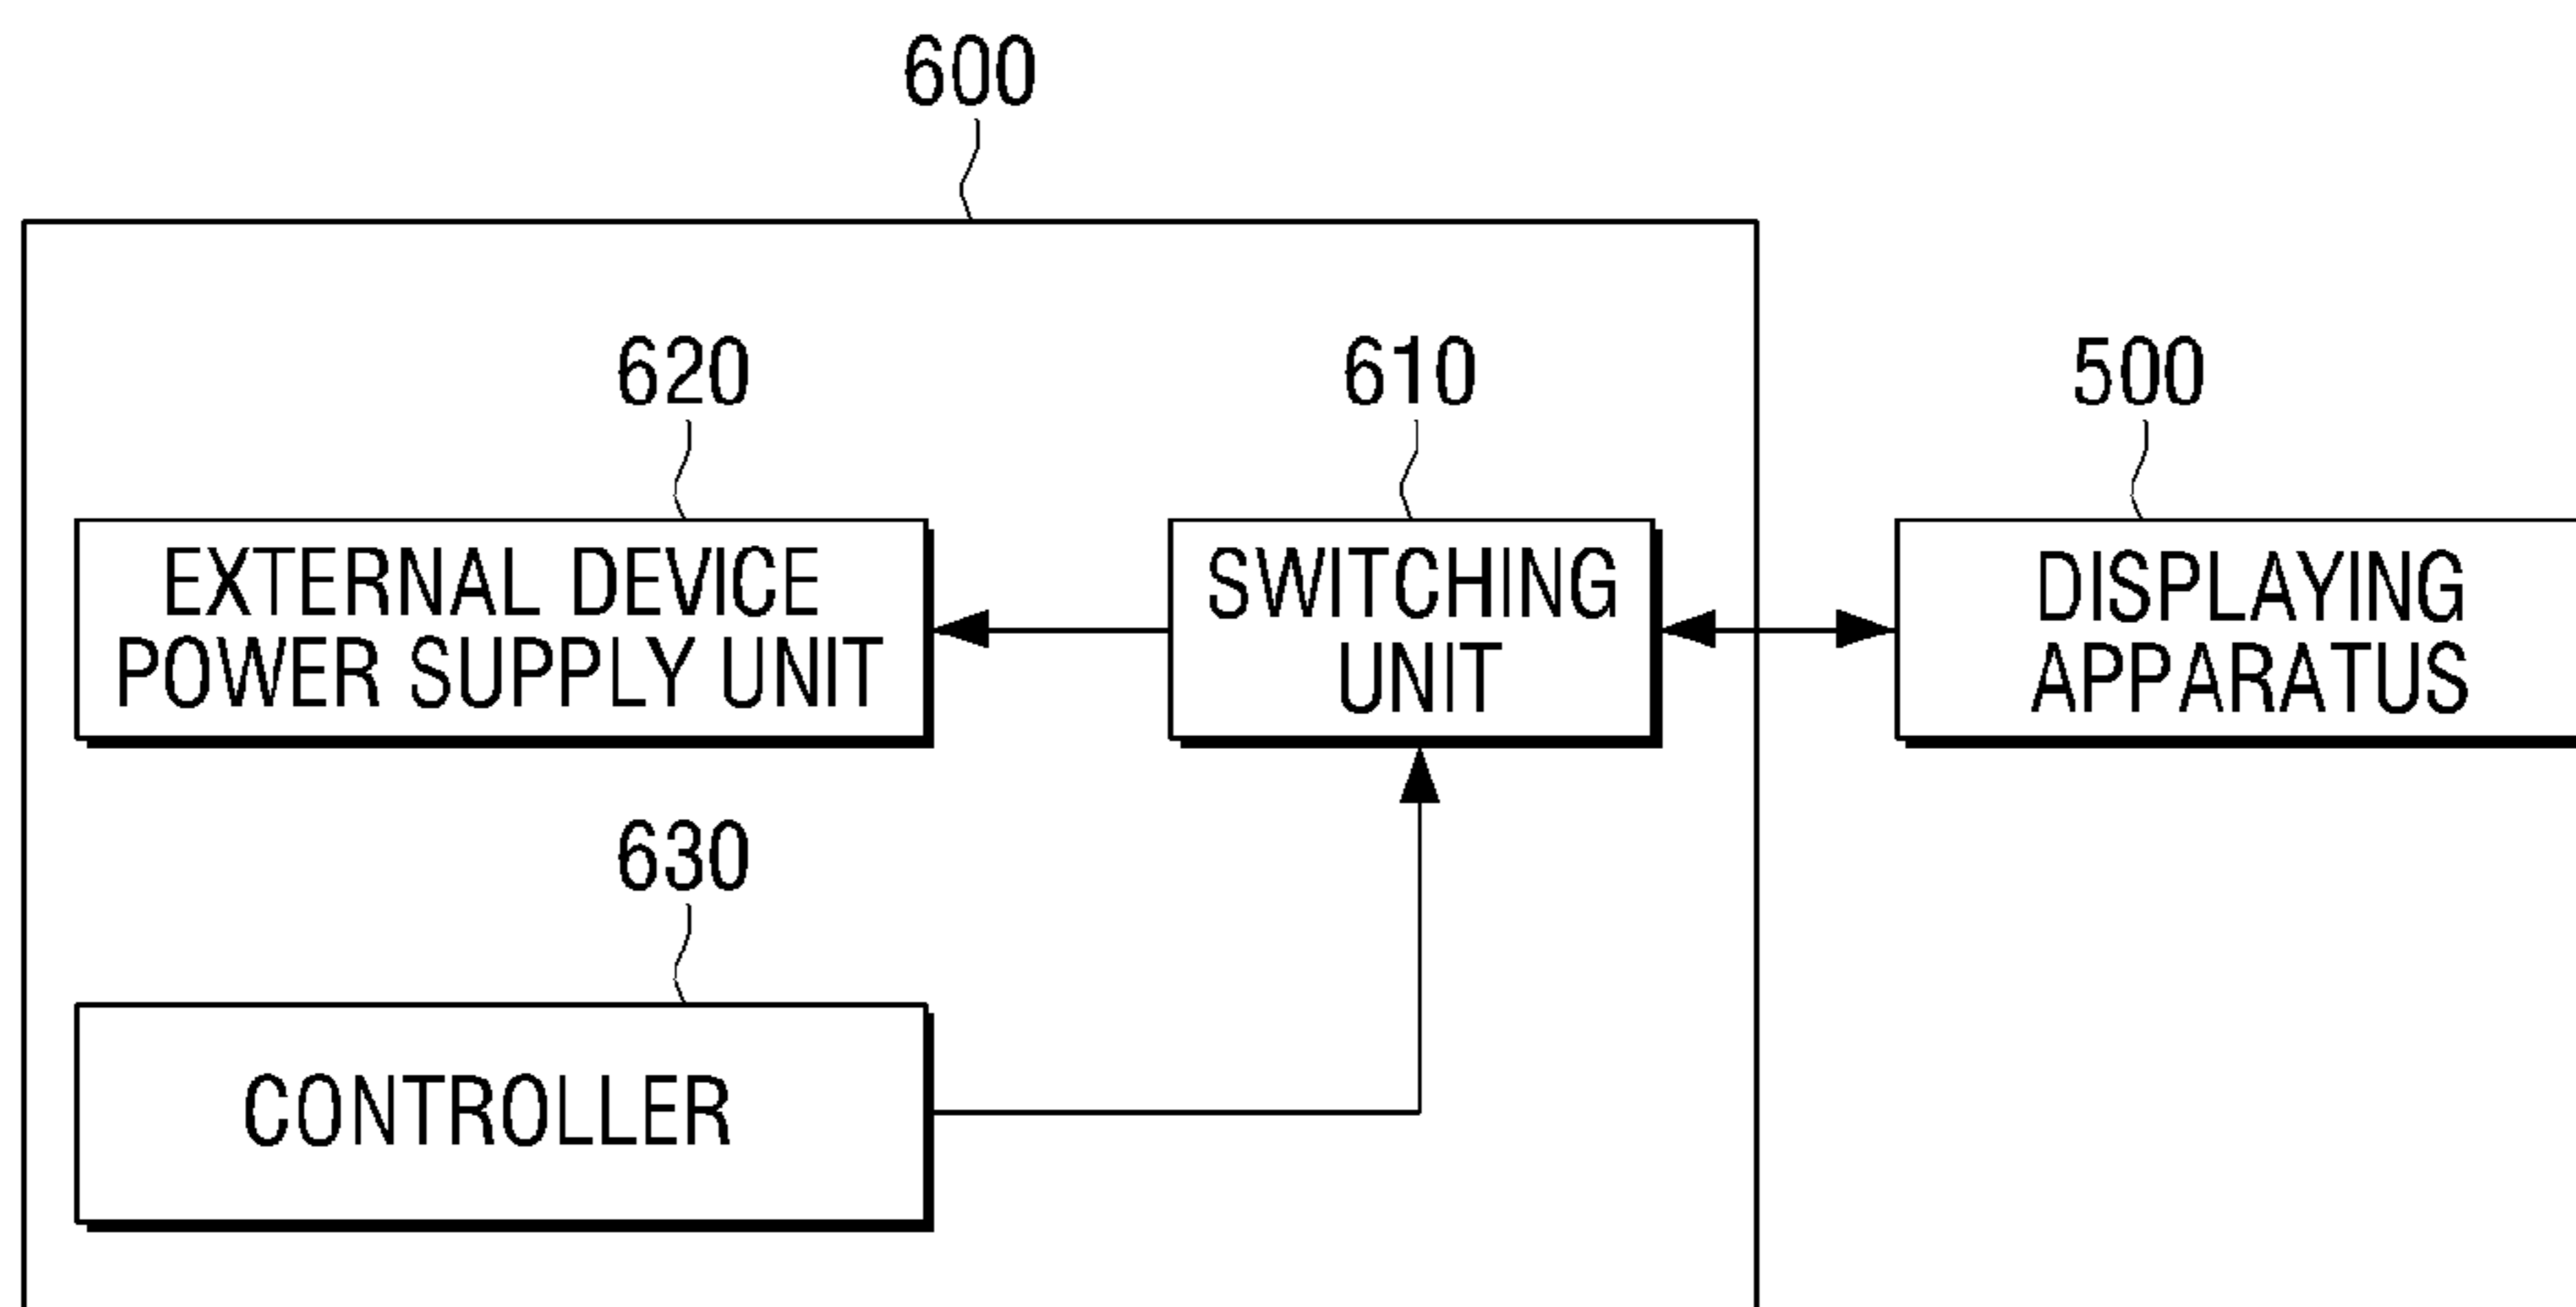 600
620
610
500
EXTERNAL DEVICE
POWER SUPPLY UNIT
SWITCHING
UNIT
DISPLAYING
APPARATUS
630
CONTROLLER